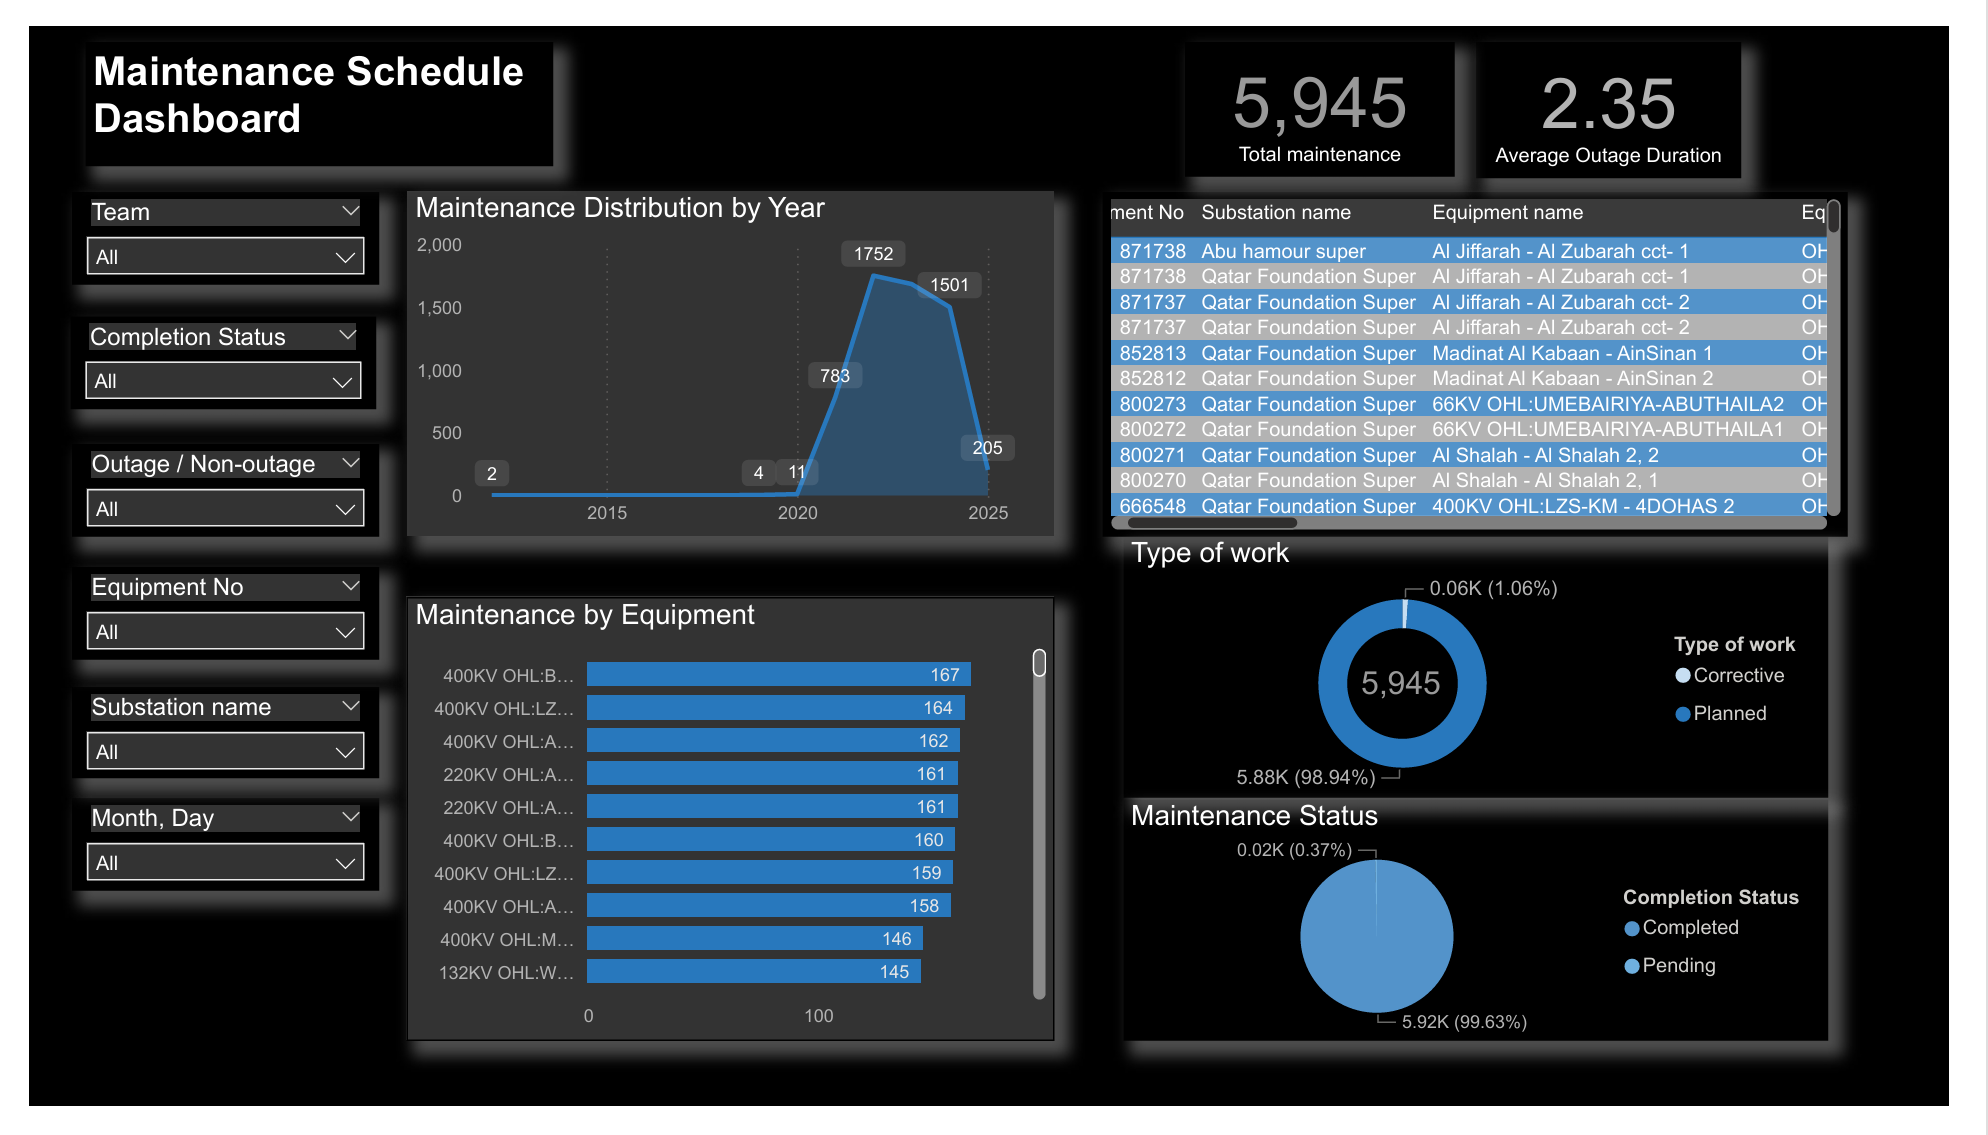 Maintenance Schedule
Dashboard
5,945
Total maintenance
2.35
Average Outage Duration
Team
All
Completion Status
All
Outage / Non-outage
All
Equipment No
All
Substation name
All
Month, Day
All
Maintenance Distribution by Year
2,000
1,500
1,000
500
0
2
4
11
783
1752
1501
205
2015
2020
2025
Maintenance by Equipment
400KV OHL:B... 167
400KV OHL:LZ... 164
400KV OHL:A... 162
220KV OHL:A... 161
220KV OHL:A... 161
400KV OHL:B... 160
400KV OHL:LZ... 159
400KV OHL:A... 158
400KV OHL:M... 146
132KV OHL:W... 145
0 100
ment No Substation name Equipment name Eq
871738 Abu hamour super Al Jiffarah - Al Zubarah cct- 1 OH
871738 Qatar Foundation Super Al Jiffarah - Al Zubarah cct- 1 OH
871737 Qatar Foundation Super Al Jiffarah - Al Zubarah cct- 2 OH
871737 Qatar Foundation Super Al Jiffarah - Al Zubarah cct- 2 OH
852813 Qatar Foundation Super Madinat Al Kabaan - AinSinan 1 OH
852812 Qatar Foundation Super Madinat Al Kabaan - AinSinan 2 OH
800273 Qatar Foundation Super 66KV OHL:UMEBAIRIYA-ABUTHAILA2 OH
800272 Qatar Foundation Super 66KV OHL:UMEBAIRIYA-ABUTHAILA1 OH
800271 Qatar Foundation Super Al Shalah - Al Shalah 2, 2 OH
800270 Qatar Foundation Super Al Shalah - Al Shalah 2, 1 OH
666548 Qatar Foundation Super 400KV OHL:LZS-KM - 4DOHAS 2 OH
Type of work
0.06K (1.06%)
5,945
5.88K (98.94%)
Type of work
Corrective
Planned
Maintenance Status
0.02K (0.37%)
5.92K (99.63%)
Completion Status
Completed
Pending